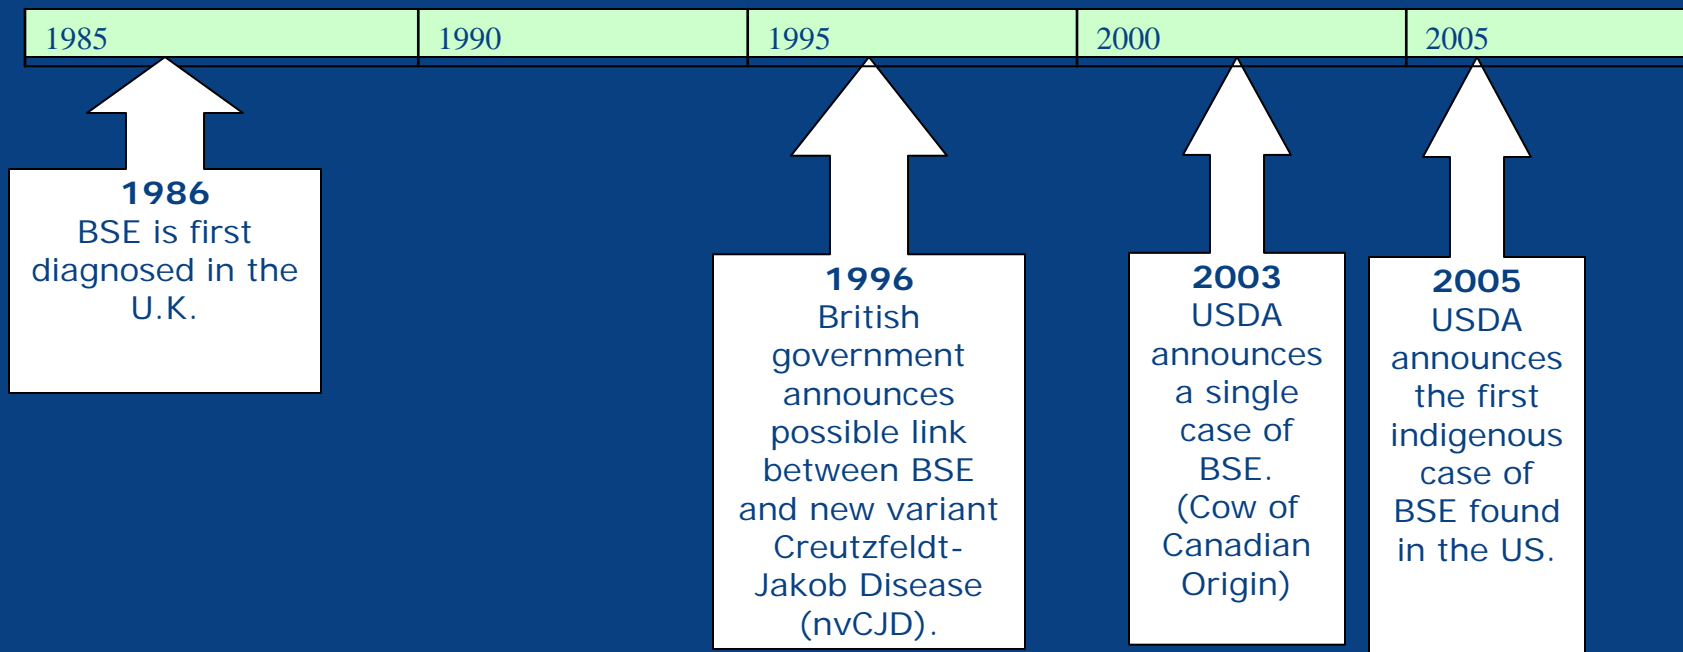 1985 1990 1995 2000 2005
1986
BSE is first
diagnosed in the
U.K.
1996
British
government
announces
possible link
between BSE
and new variant
Creutzfeldt-
Jakob Disease
(nvCJD).
2003
USDA
announces
a single
case of
BSE.
(Cow of
Canadian
Origin)
2005
USDA
announces
the first
indigenous
case of
BSE found
in the US.